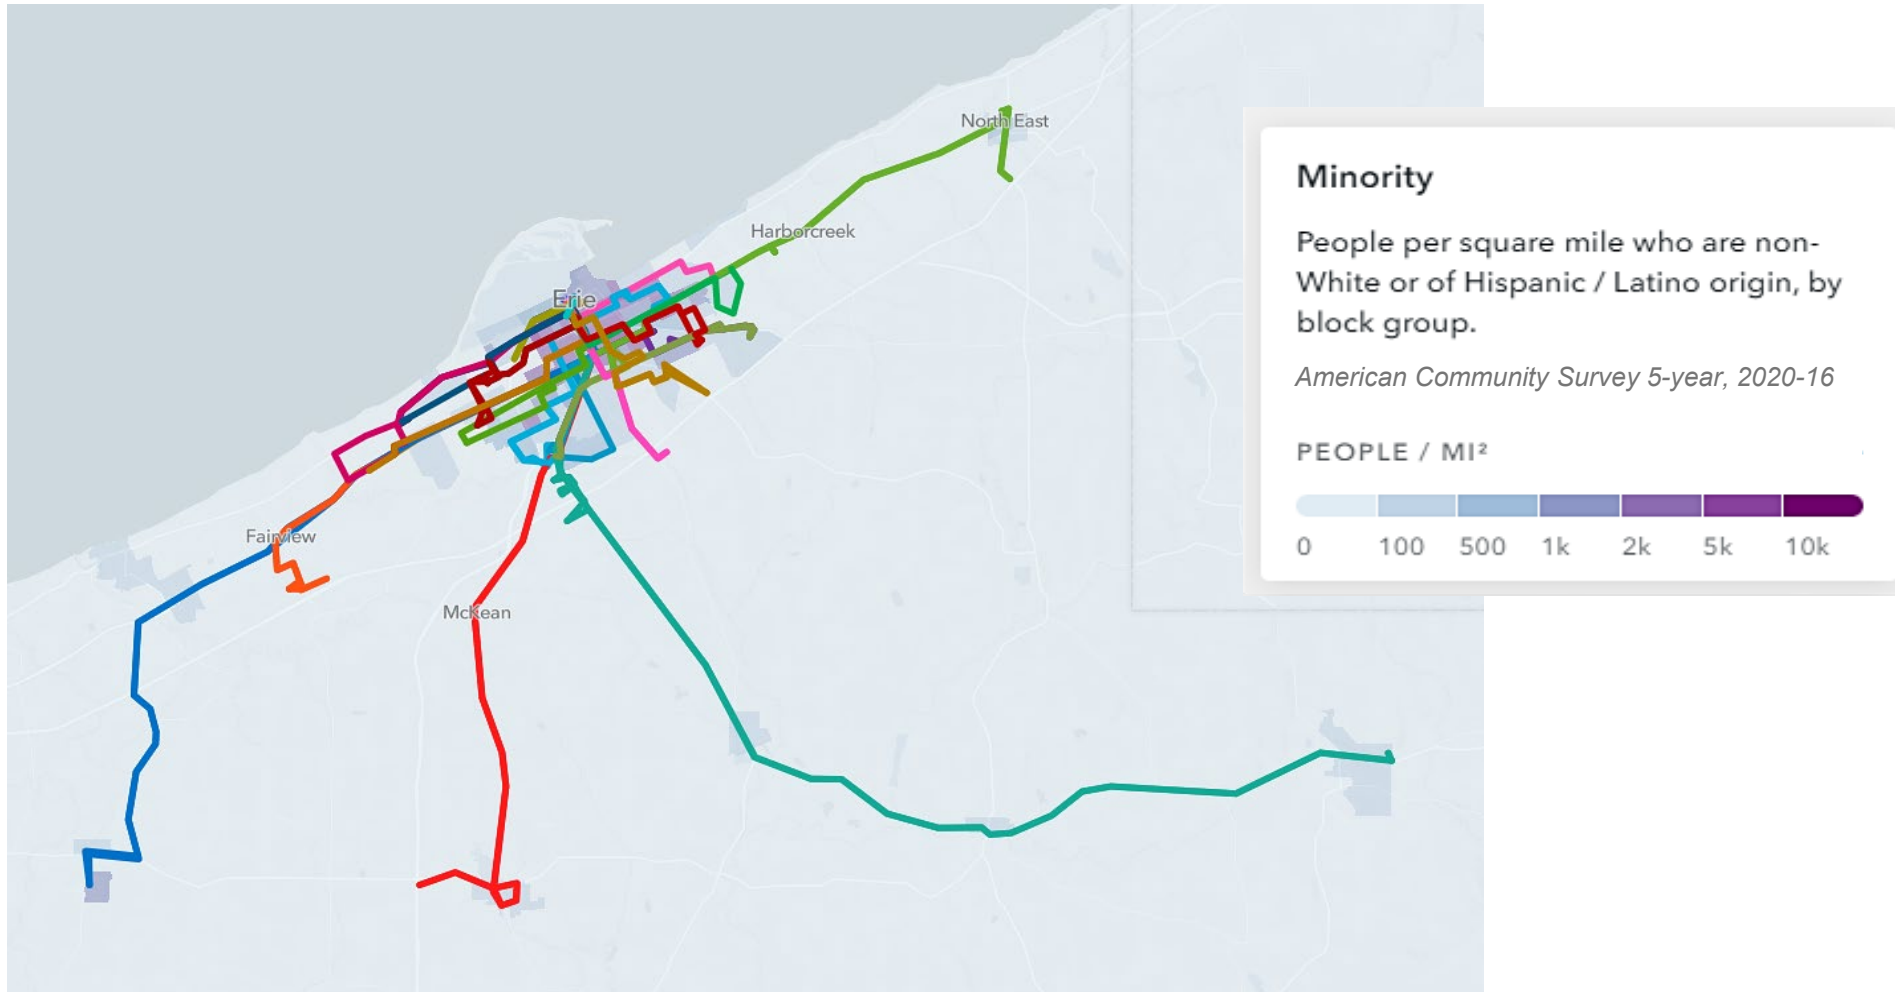 North East
Harborcreek
Erie
Fairview
McKean
Minority
People per square mile who are non-
White or of Hispanic / Latino origin, by
block group.
American Community Survey 5-year, 2020-16
PEOPLE / MI²
0 100 500 1k 2k 5k 10k